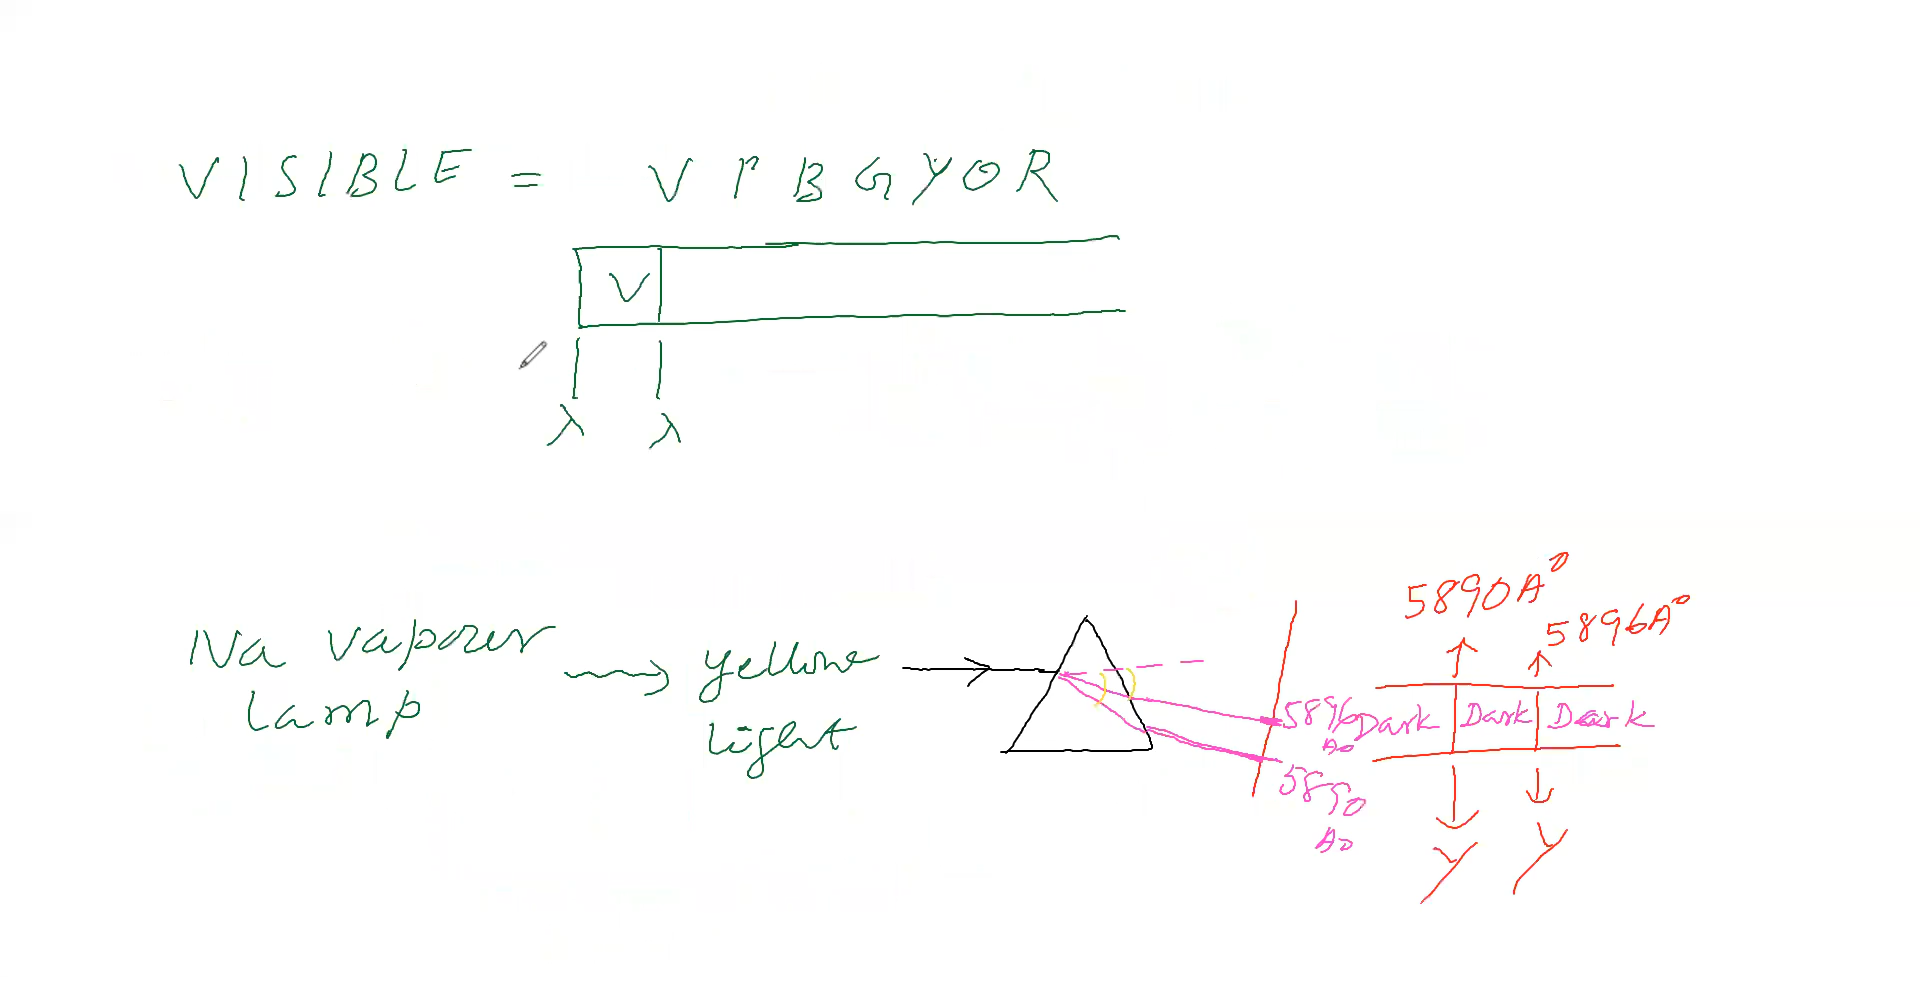 VISIBLE = V I B G Y O R
V
λ λ
5890A°
5896A°
Na vapour
lamp
yellow
light
5896
A°
Dark Dark Dark
5890
A°
Y Y